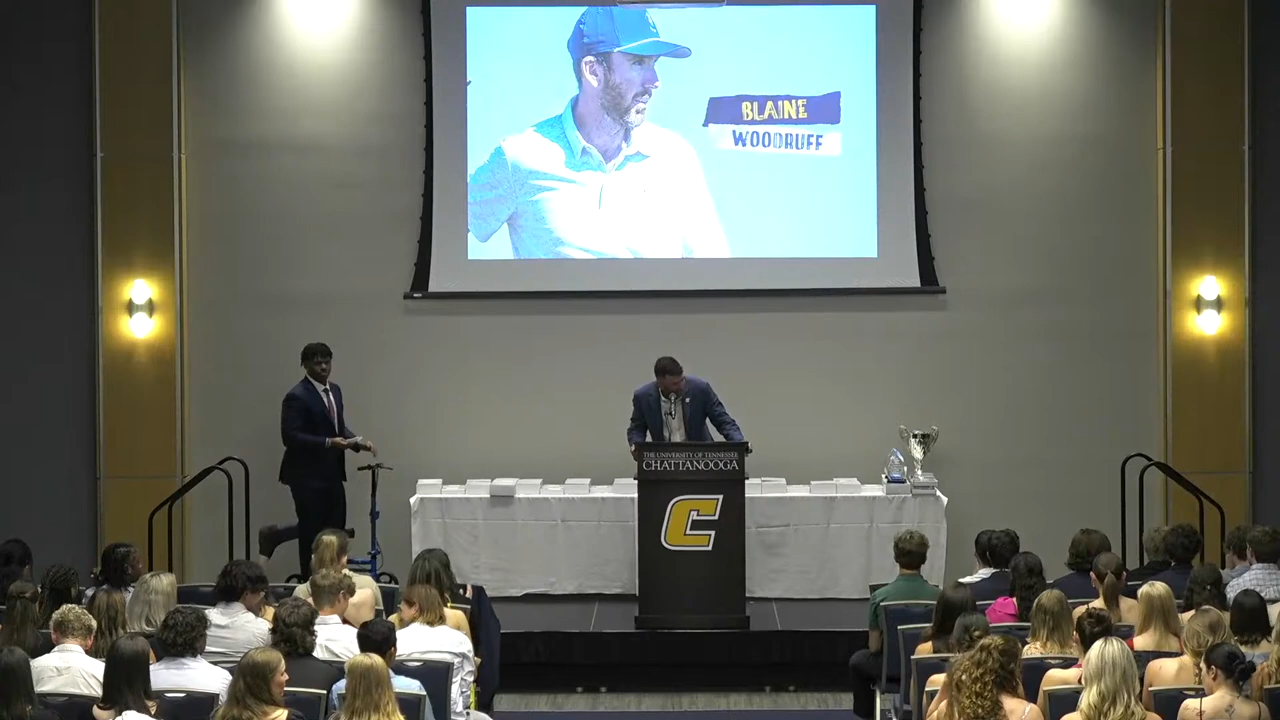 BLAINE
WOODRUFF
THE UNIVERSITY OF TENNESSEE
CHATTANOOGA
C